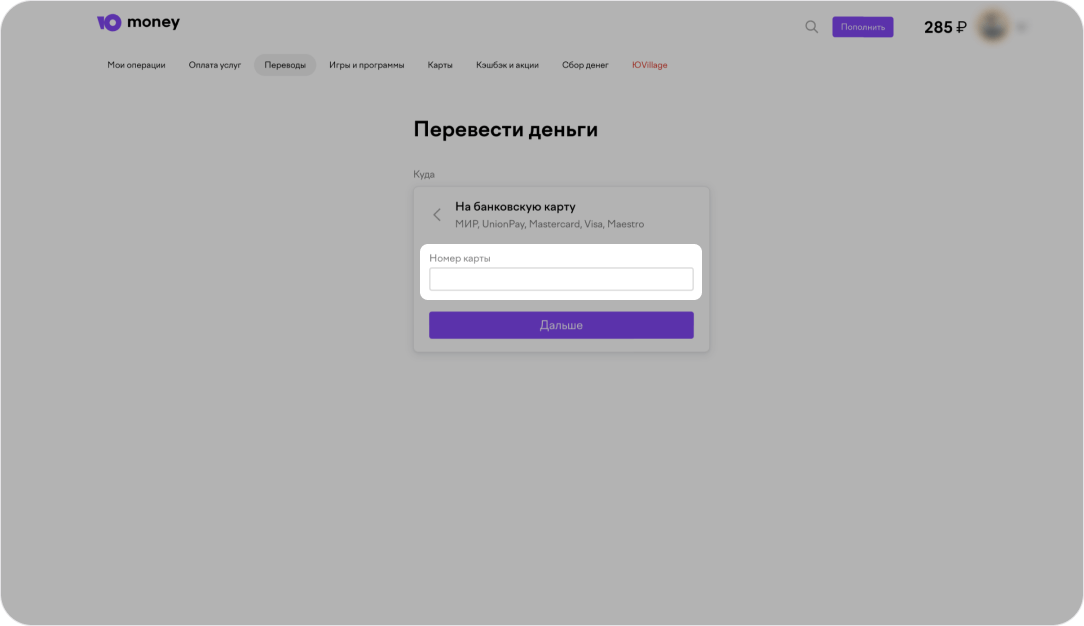 Ю money
Пополнить
285 ₽
Мои операции Оплата услуг Переводы Игры и программы Карты Кэшбэк и акции Сбор денег ЮVillage
Перевести деньги
Куда
На банковскую карту
МИР, UnionPay, Mastercard, Visa, Maestro
Номер карты
Дальше